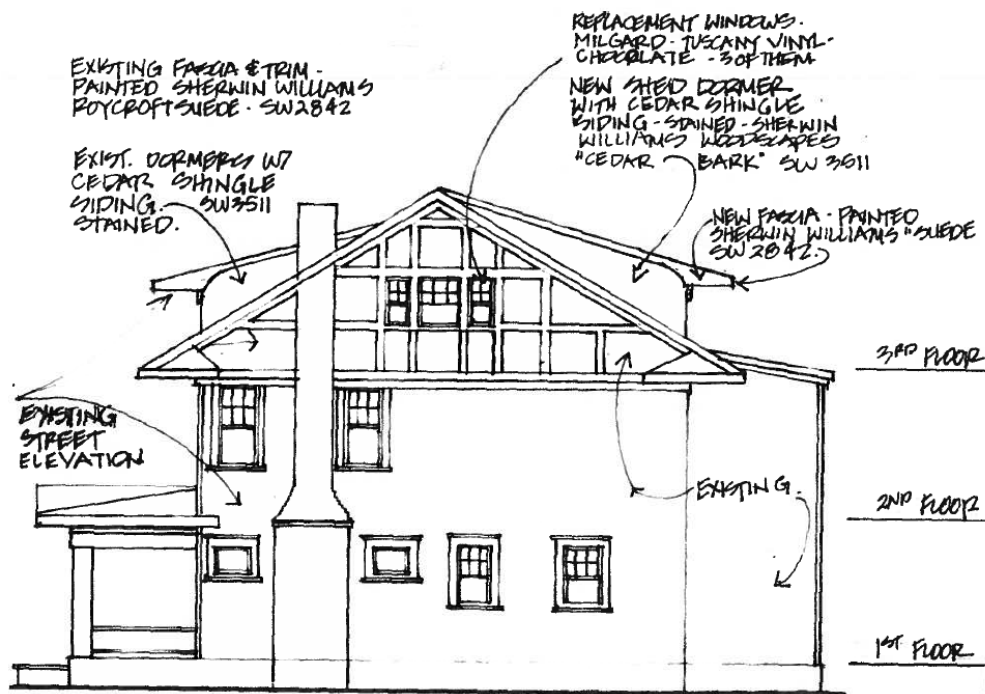 EXISTING FASCIA & TRIM -
PAINTED SHERWIN WILLIAMS
ROYCROFT SUEDE - SW2842
EXIST. DORMERS W/
CEDAR SHINGLE
SIDING. SW3511
STAINED.
REPLACEMENT WINDOWS -
MILGARD - TUSCANY VINYL -
CHOCOLATE - 3 OF THEM
NEW SHED DORMER
WITH CEDAR SHINGLE
SIDING - STAINED - SHERWIN
WILLIAMS WOODSCAPES
"CEDAR BARK" SW 3511
NEW FASCIA - PAINTED
SHERWIN WILLIAMS "SUEDE
SW 2842.
3RD FLOOR
EXISTING
STREET
ELEVATION
EXISTING.
2ND FLOOR
1ST FLOOR